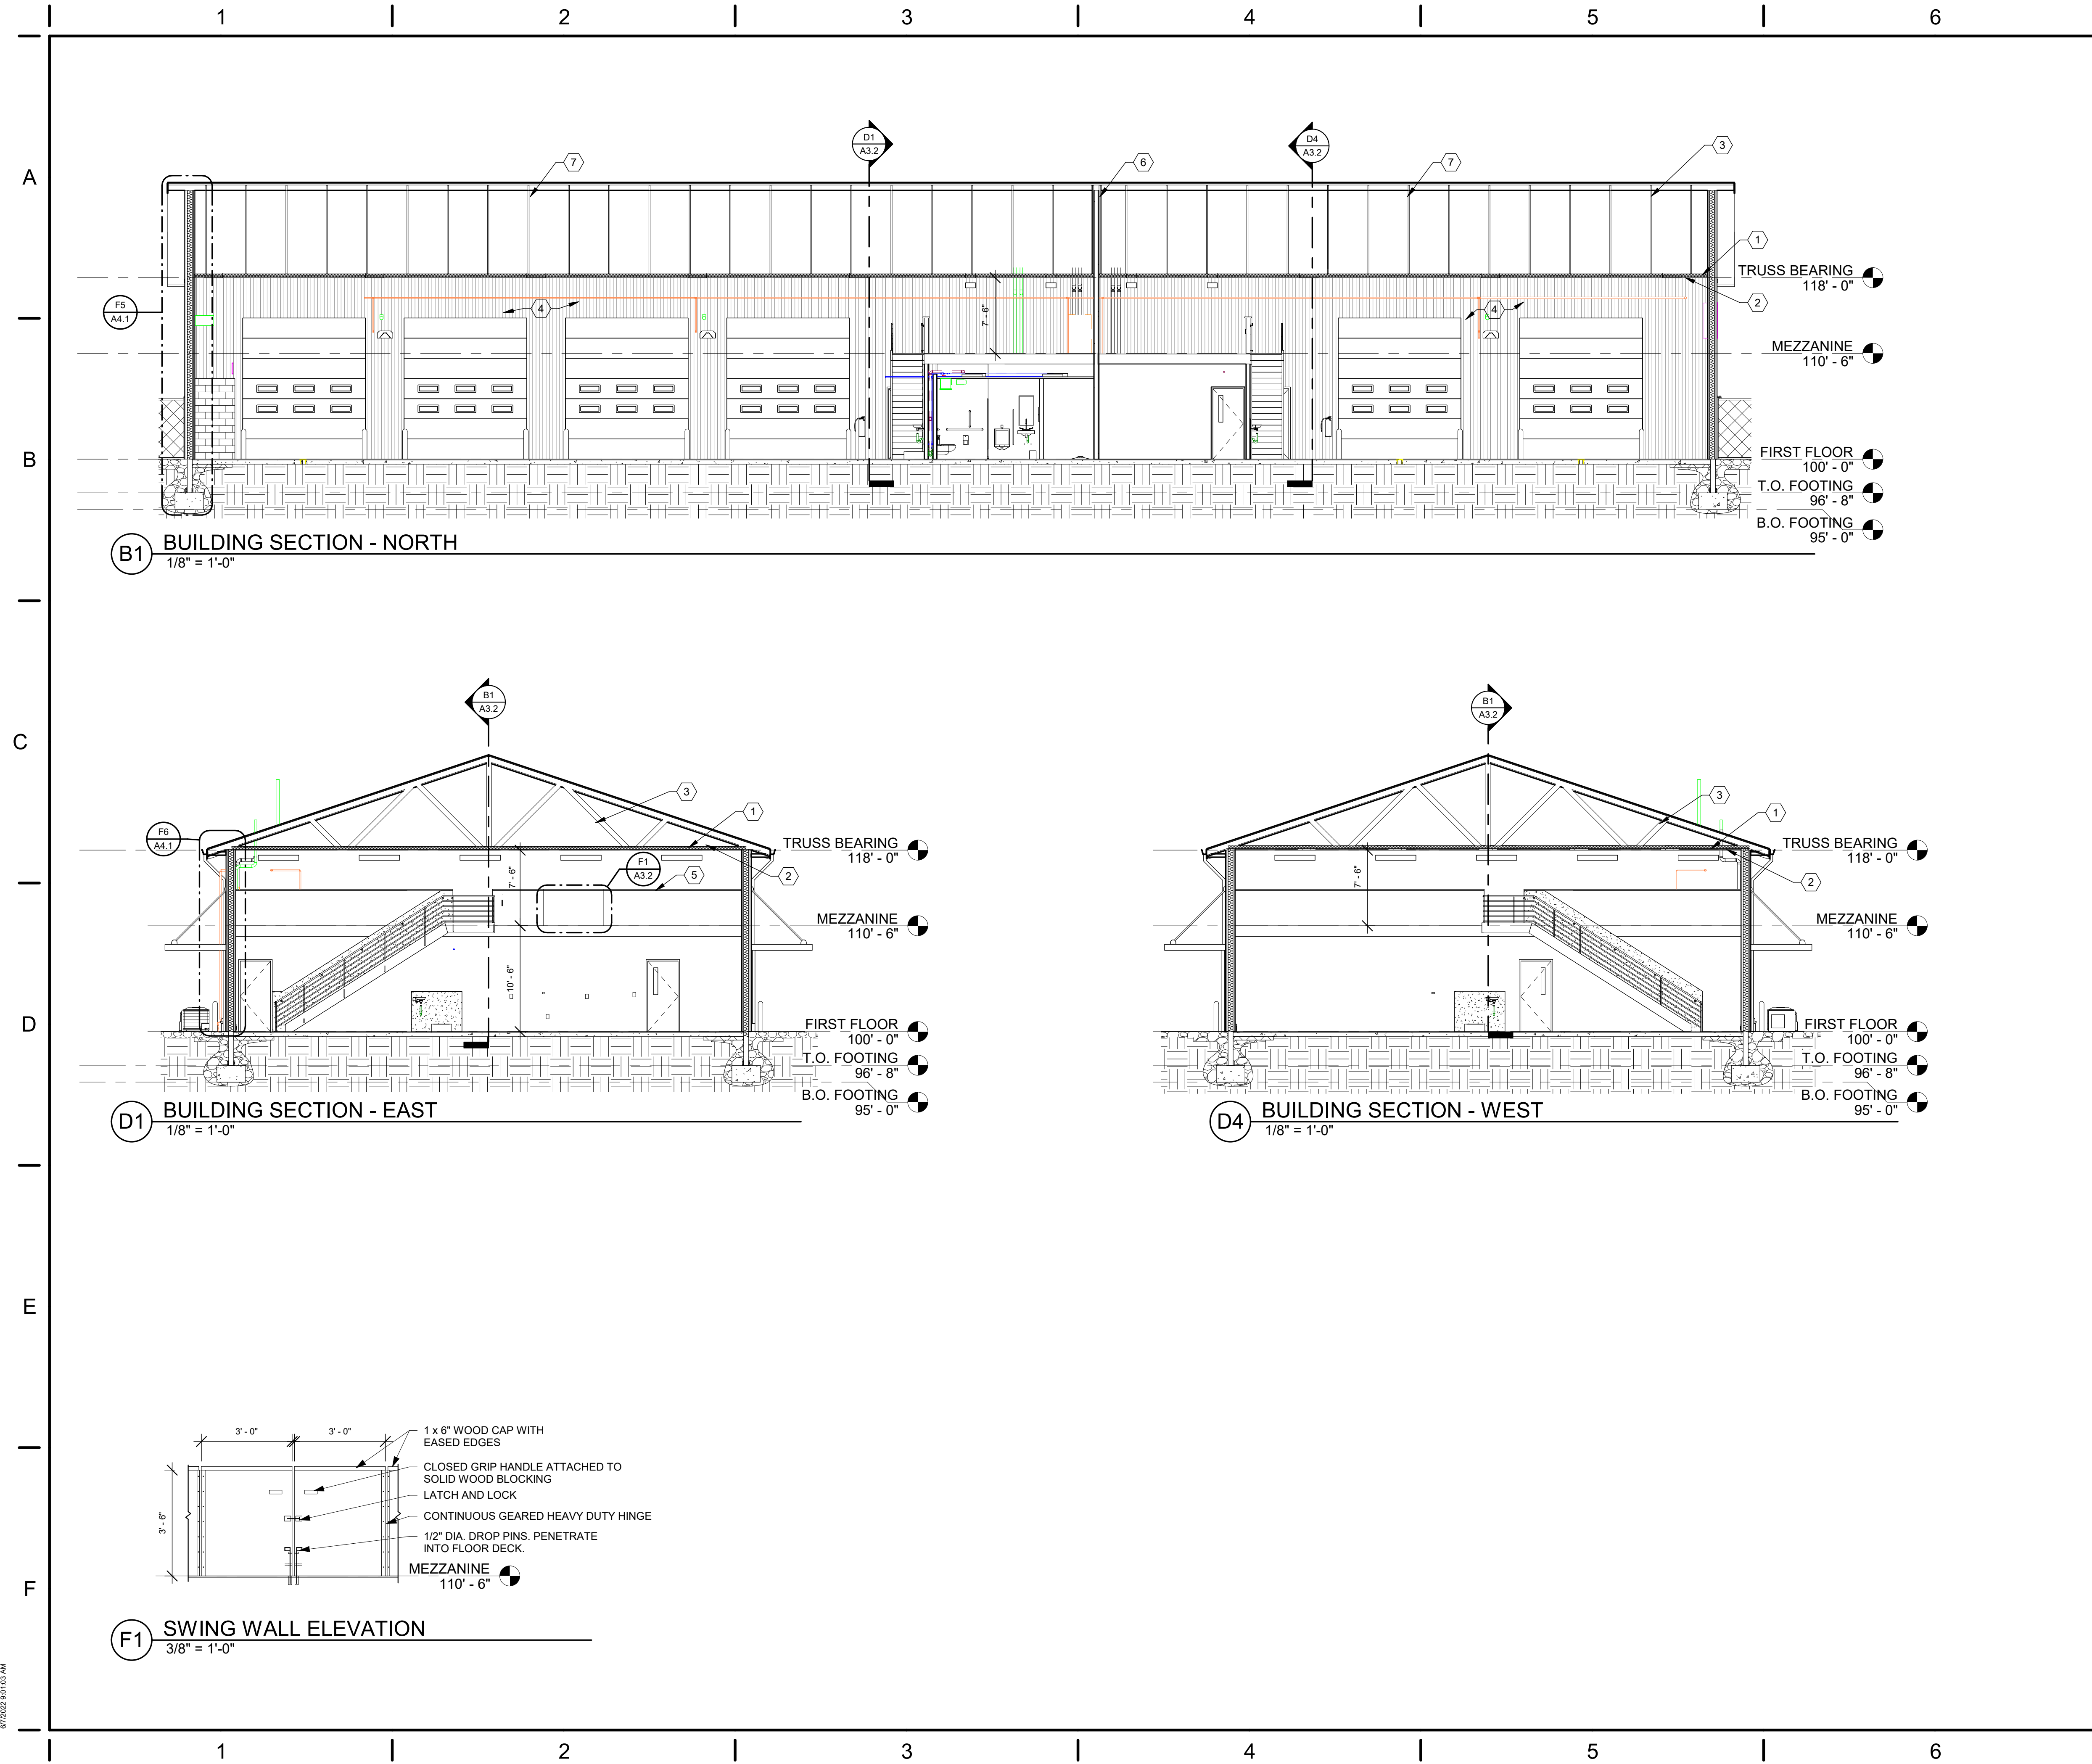 1 2 3 4 5 6
A
B
C
D
E
F
D1
A3.2
D4
A3.2
7
6
7
3
1
TRUSS BEARING
118' - 0"
2
F5
A4.1
4
4
7' - 6"
MEZZANINE
110' - 6"
FIRST FLOOR
100' - 0"
T.O. FOOTING
96' - 8"
B.O. FOOTING
95' - 0"
B1
BUILDING SECTION - NORTH
1/8" = 1'-0"
B1
A3.2
3
1
F6
A4.1
TRUSS BEARING
118' - 0"
F1
A3.2
5
2
7' - 6"
MEZZANINE
110' - 6"
10' - 6"
FIRST FLOOR
100' - 0"
T.O. FOOTING
96' - 8"
B.O. FOOTING
95' - 0"
D1
BUILDING SECTION - EAST
1/8" = 1'-0"
B1
A3.2
3
1
TRUSS BEARING
118' - 0"
2
7' - 6"
MEZZANINE
110' - 6"
FIRST FLOOR
100' - 0"
T.O. FOOTING
96' - 8"
B.O. FOOTING
95' - 0"
D4
BUILDING SECTION - WEST
1/8" = 1'-0"
3' - 0"
3' - 0"
1 x 6" WOOD CAP WITH
EASED EDGES
CLOSED GRIP HANDLE ATTACHED TO
SOLID WOOD BLOCKING
LATCH AND LOCK
CONTINUOUS GEARED HEAVY DUTY HINGE
3' - 6"
1/2" DIA. DROP PINS. PENETRATE
INTO FLOOR DECK.
MEZZANINE
110' - 6"
F1
SWING WALL ELEVATION
3/8" = 1'-0"
6/7/2022 9:01:03 AM
1 2 3 4 5 6